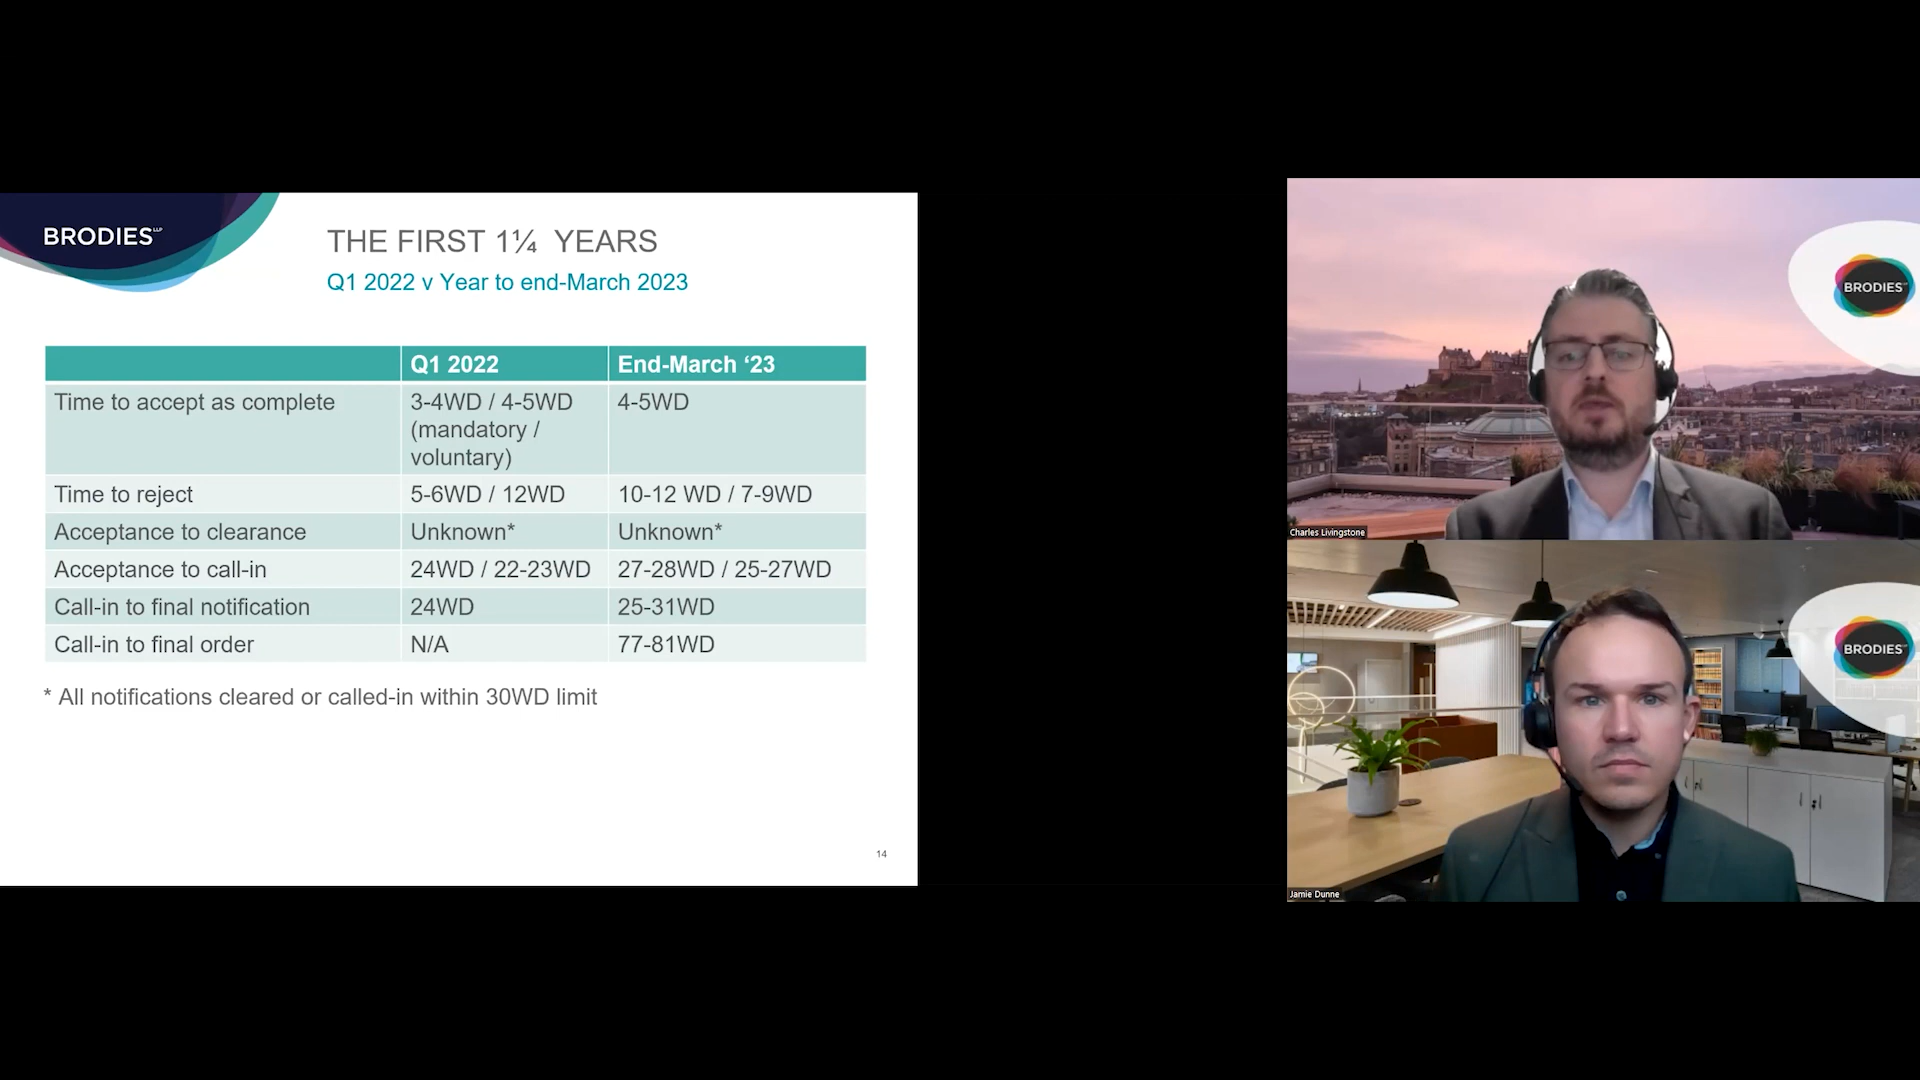 BRODIES LLP
THE FIRST 1¼ YEARS
Q1 2022 v Year to end-March 2023
Q1 2022 End-March ‘23
Time to accept as complete 3-4WD / 4-5WD 4-5WD
(mandatory /
voluntary)
Time to reject 5-6WD / 12WD 10-12 WD / 7-9WD
Acceptance to clearance Unknown* Unknown*
Acceptance to call-in 24WD / 22-23WD 27-28WD / 25-27WD
Call-in to final notification 24WD 25-31WD
Call-in to final order N/A 77-81WD
* All notifications cleared or called-in within 30WD limit
14
BRODIES
Charles Livingstone
BRODIES
Jamie Dunne